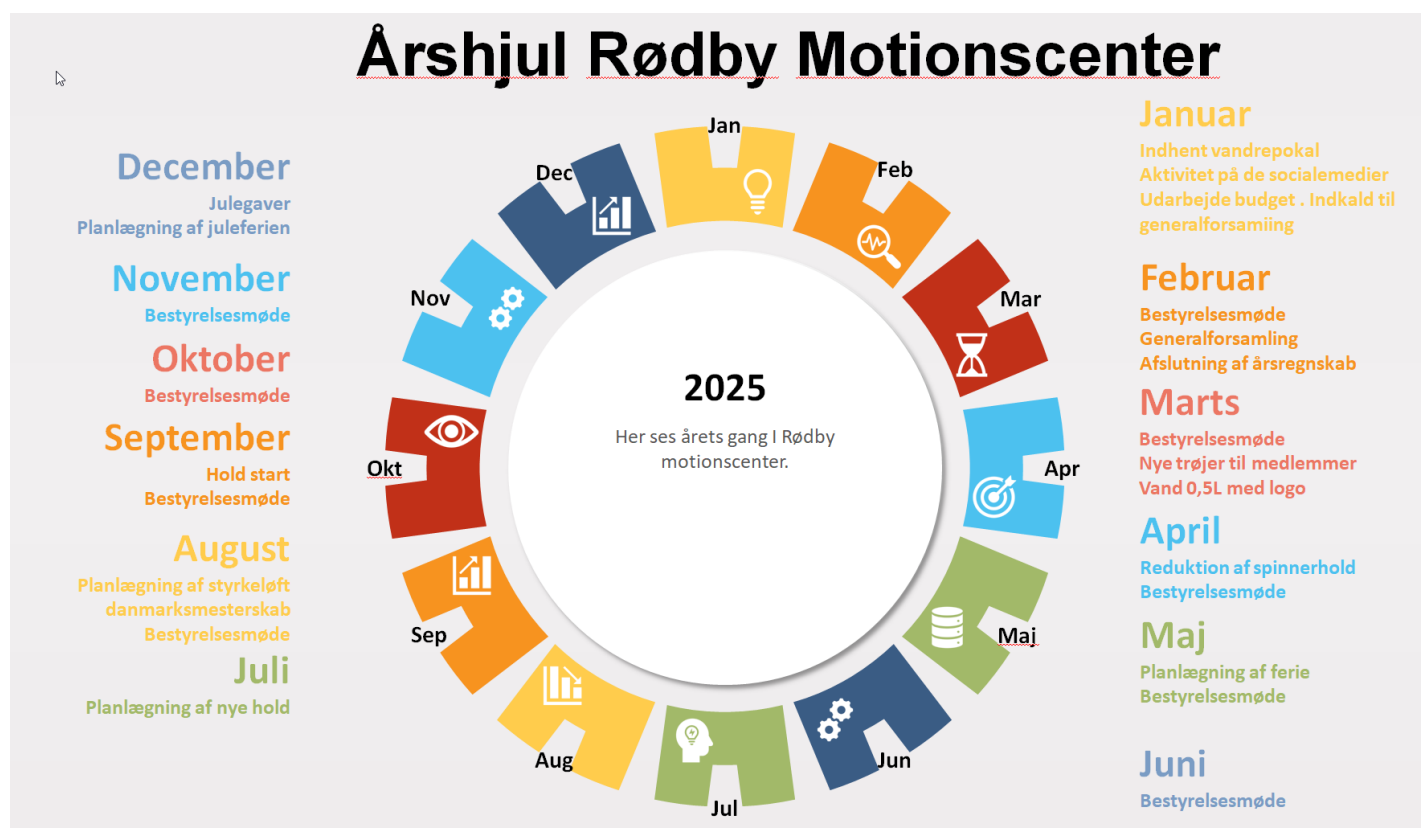 Årshjul Rødby Motionscenter
Januar
Indhent vandrepokal
Aktivitet på de socialemedier
Udarbejde budget . Indkald til
generalforsamiing
Februar
Bestyrelsesmøde
Generalforsamling
Afslutning af årsregnskab
Marts
Bestyrelsesmøde
Nye trøjer til medlemmer
Vand 0,5L med logo
April
Reduktion af spinnerhold
Bestyrelsesmøde
Maj
Planlægning af ferie
Bestyrelsesmøde
Juni
Bestyrelsesmøde
Juli
Planlægning af nye hold
August
Planlægning af styrkeløft
danmarksmesterskab
Bestyrelsesmøde
September
Hold start
Bestyrelsesmøde
Oktober
Bestyrelsesmøde
November
Bestyrelsesmøde
December
Julegaver
Planlægning af juleferien
Jan
Feb
Mar
Apr
Maj
Jun
Jul
Aug
Sep
Okt
Nov
Dec
2025
Her ses årets gang I Rødby
motionscenter.